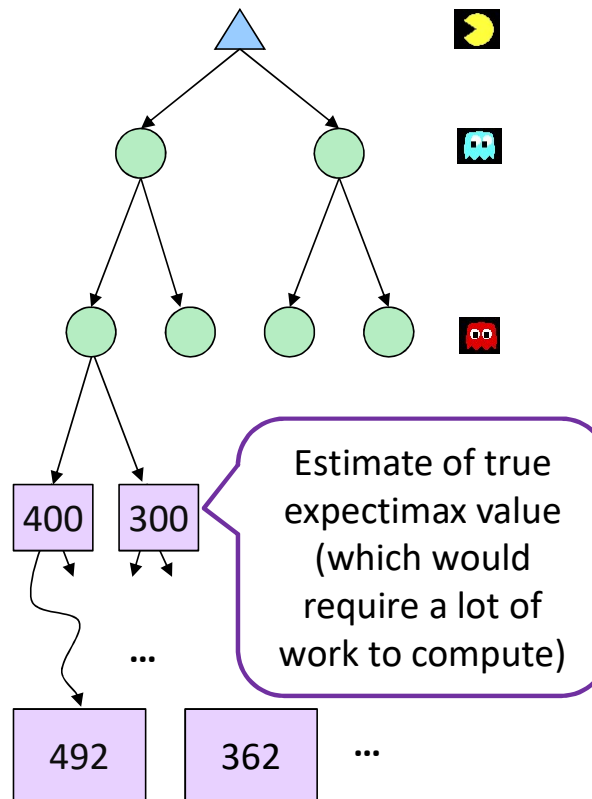 400
300
Estimate of true
expectimax value
(which would
require a lot of
work to compute)
...
492
362
...